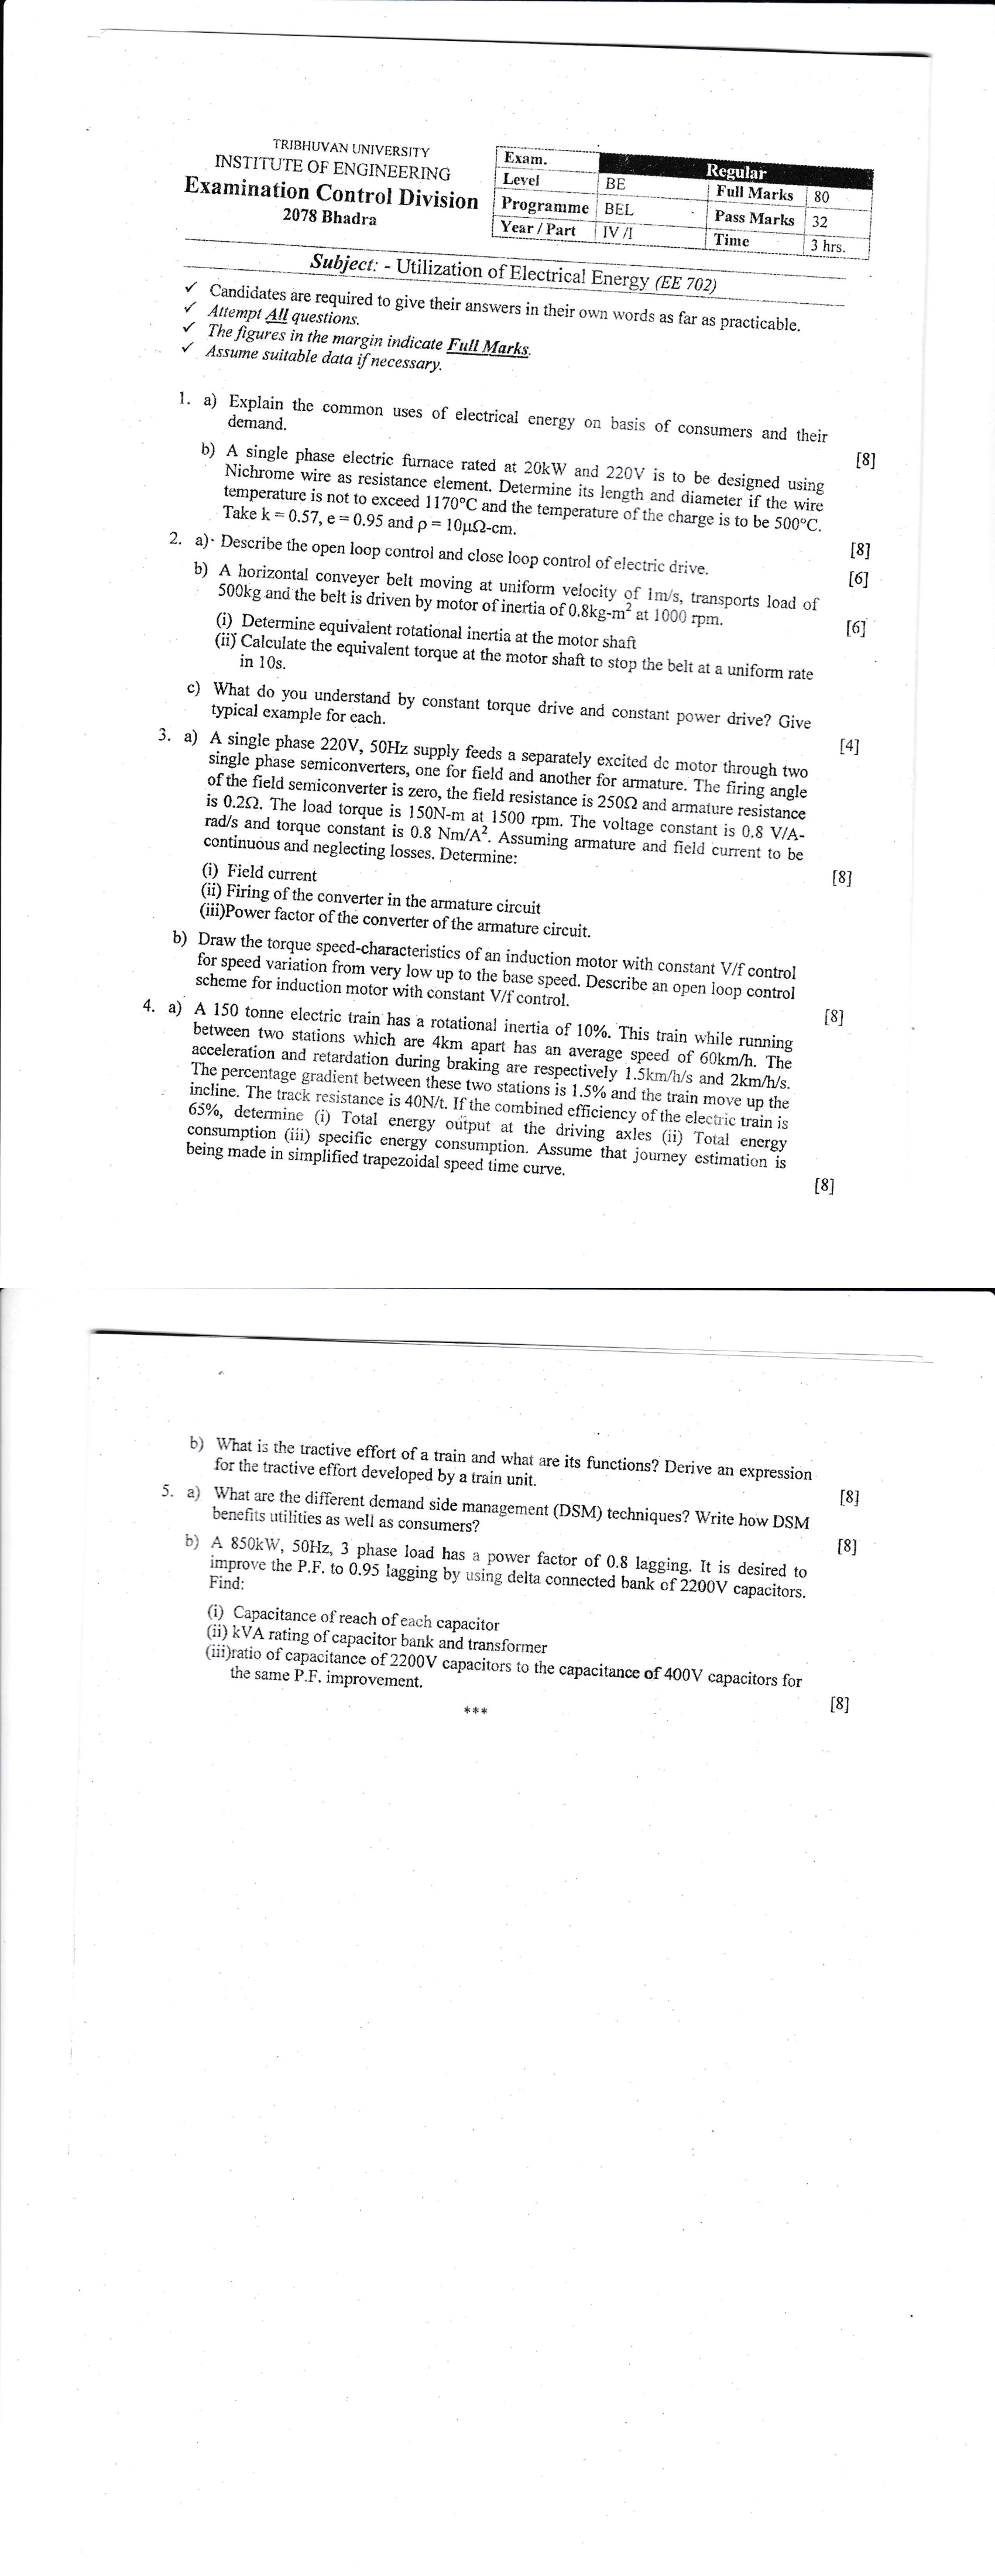 TRIBHUVAN UNIVERSITY
INSTITUTE OF ENGINEERING
Examination Control Division
2078 Bhadra
Exam. Regular
Level BE Full Marks 80
Programme BEL Pass Marks 32
Year / Part IV /I Time 3 hrs.
Subject: - Utilization of Electrical Energy (EE 702)
✓ Candidates are required to give their answers in their own words as far as practicable.
✓ Attempt All questions.
✓ The figures in the margin indicate Full Marks.
✓ Assume suitable data if necessary.
1. a) Explain the common uses of electrical energy on basis of consumers and their
demand. [8]
b) A single phase electric furnace rated at 20kW and 220V is to be designed using
Nichrome wire as resistance element. Determine its length and diameter if the wire
temperature is not to exceed 1170°C and the temperature of the charge is to be 500°C.
Take k = 0.57, e = 0.95 and ρ = 10μΩ-cm. [8]
2. a) Describe the open loop control and close loop control of electric drive. [6]
b) A horizontal conveyer belt moving at uniform velocity of 1m/s, transports load of
500kg and the belt is driven by motor of inertia of 0.8kg-m² at 1000 rpm. [6]
(i) Determine equivalent rotational inertia at the motor shaft
(ii) Calculate the equivalent torque at the motor shaft to stop the belt at a uniform rate
in 10s.
c) What do you understand by constant torque drive and constant power drive? Give
typical example for each. [4]
3. a) A single phase 220V, 50Hz supply feeds a separately excited dc motor through two
single phase semiconverters, one for field and another for armature. The firing angle
of the field semiconverter is zero, the field resistance is 250Ω and armature resistance
is 0.2Ω. The load torque is 150N-m at 1500 rpm. The voltage constant is 0.8 V/A-
rad/s and torque constant is 0.8 Nm/A². Assuming armature and field current to be
continuous and neglecting losses. Determine: [8]
(i) Field current
(ii) Firing of the converter in the armature circuit
(iii)Power factor of the converter of the armature circuit.
b) Draw the torque speed-characteristics of an induction motor with constant V/f control
for speed variation from very low up to the base speed. Describe an open loop control
scheme for induction motor with constant V/f control. [8]
4. a) A 150 tonne electric train has a rotational inertia of 10%. This train while running
between two stations which are 4km apart has an average speed of 60km/h. The
acceleration and retardation during braking are respectively 1.5km/h/s and 2km/h/s.
The percentage gradient between these two stations is 1.5% and the train move up the
incline. The track resistance is 40N/t. If the combined efficiency of the electric train is
65%, determine (i) Total energy output at the driving axles (ii) Total energy
consumption (iii) specific energy consumption. Assume that journey estimation is
being made in simplified trapezoidal speed time curve. [8]
b) What is the tractive effort of a train and what are its functions? Derive an expression
for the tractive effort developed by a train unit. [8]
5. a) What are the different demand side management (DSM) techniques? Write how DSM
benefits utilities as well as consumers? [8]
b) A 850kW, 50Hz, 3 phase load has a power factor of 0.8 lagging. It is desired to
improve the P.F. to 0.95 lagging by using delta connected bank of 2200V capacitors.
Find:
(i) Capacitance of reach of each capacitor
(ii) kVA rating of capacitor bank and transformer
(iii)ratio of capacitance of 2200V capacitors to the capacitance of 400V capacitors for
the same P.F. improvement. [8]
***